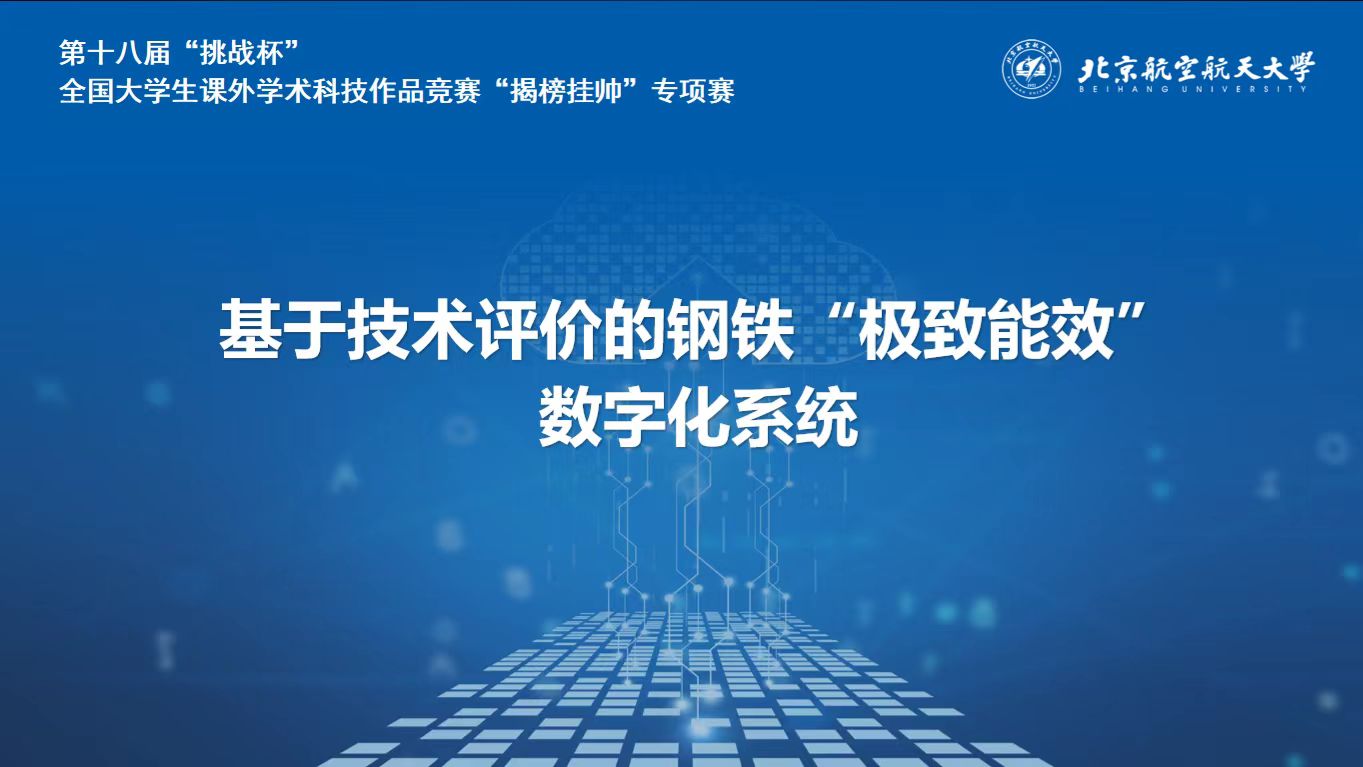 第十八届“挑战杯”
全国大学生课外学术科技作品竞赛“揭榜挂帅”专项赛
北京航空航天大学
BEIHANG UNIVERSITY
基于技术评价的钢铁“极致能效”
数字化系统